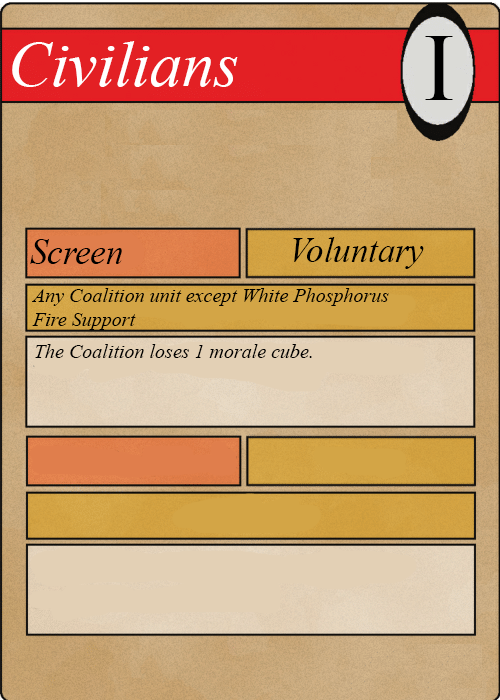 Civilians
I
Screen
Voluntary
Any Coalition unit except White Phosphorus
Fire Support
The Coalition loses 1 morale cube.